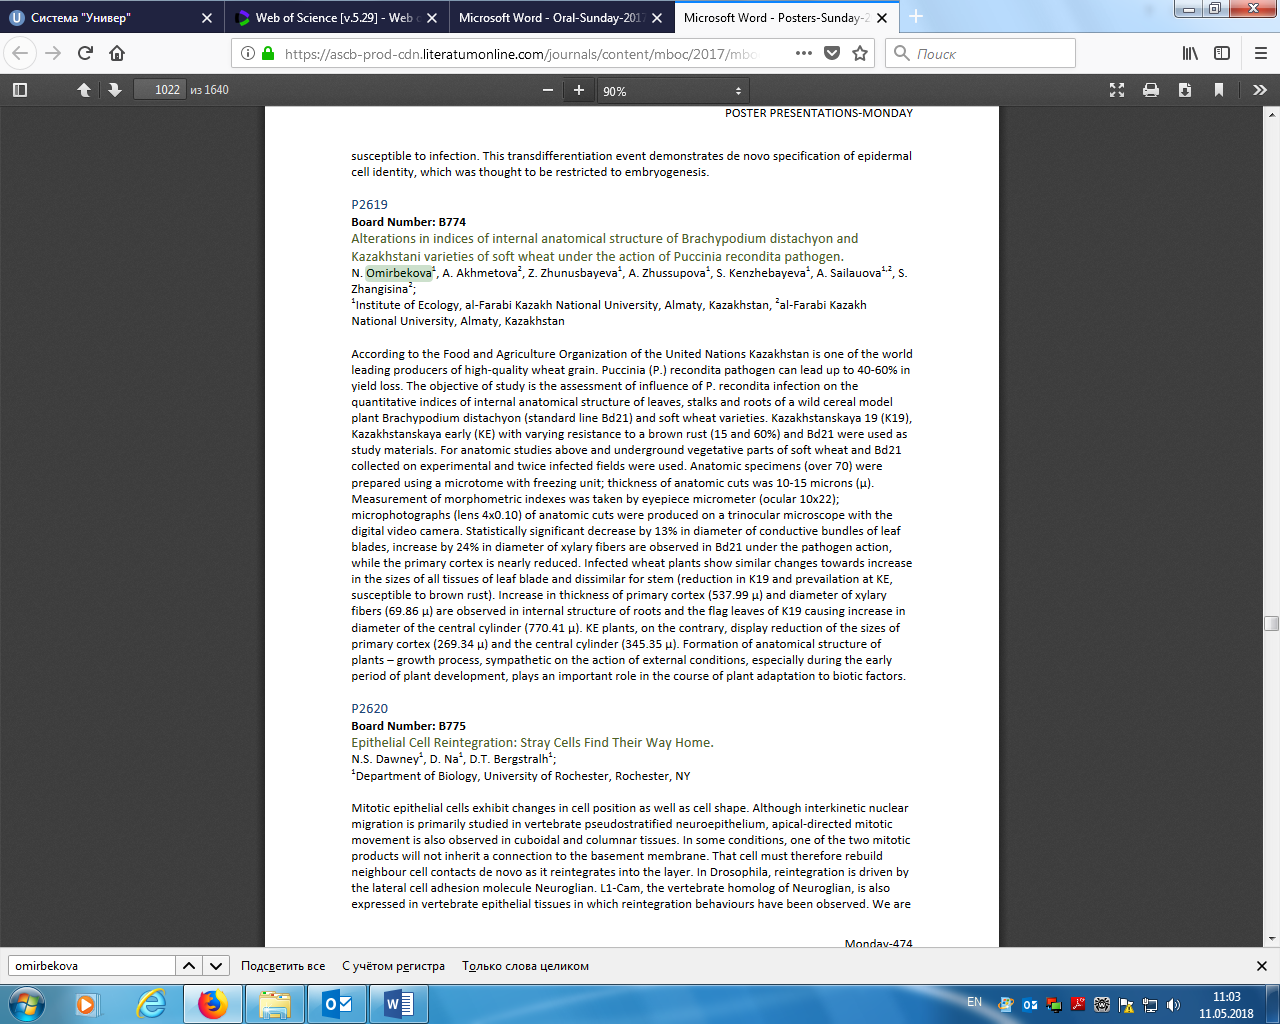 Система "Универ"
Web of Science [v.5.29] - Web
Microsoft Word - Oral-Sunday-2017
Microsoft Word - Posters-Sunday-2
https://ascb-prod-cdn.literatumonline.com/journals/content/mboc/2017/mbo
Поиск
1022 из 1640
90%
POSTER PRESENTATIONS-MONDAY
susceptible to infection. This transdifferentiation event demonstrates de novo specification of epidermal
cell identity, which was thought to be restricted to embryogenesis.
P2619
Board Number: B774
Alterations in indices of internal anatomical structure of Brachypodium distachyon and
Kazakhstani varieties of soft wheat under the action of Puccinia recondita pathogen.
N. Omirbekova¹, A. Akhmetova², Z. Zhunusbayeva¹, A. Zhussupova¹, S. Kenzhebayeva¹, A. Sailauova¹,², S.
Zhangisina²;
¹Institute of Ecology, al-Farabi Kazakh National University, Almaty, Kazakhstan, ²al-Farabi Kazakh
National University, Almaty, Kazakhstan
According to the Food and Agriculture Organization of the United Nations Kazakhstan is one of the world
leading producers of high-quality wheat grain. Puccinia (P.) recondita pathogen can lead up to 40-60% in
yield loss. The objective of study is the assessment of influence of P. recondita infection on the
quantitative indices of internal anatomical structure of leaves, stalks and roots of a wild cereal model
plant Brachypodium distachyon (standard line Bd21) and soft wheat varieties. Kazakhstanskaya 19 (K19),
Kazakhstanskaya early (KE) with varying resistance to a brown rust (15 and 60%) and Bd21 were used as
study materials. For anatomic studies above and underground vegetative parts of soft wheat and Bd21
collected on experimental and twice infected fields were used. Anatomic specimens (over 70) were
prepared using a microtome with freezing unit; thickness of anatomic cuts was 10-15 microns (μ).
Measurement of morphometric indexes was taken by eyepiece micrometer (ocular 10x22);
microphotographs (lens 4x0.10) of anatomic cuts were produced on a trinocular microscope with the
digital video camera. Statistically significant decrease by 13% in diameter of conductive bundles of leaf
blades, increase by 24% in diameter of xylary fibers are observed in Bd21 under the pathogen action,
while the primary cortex is nearly reduced. Infected wheat plants show similar changes towards increase
in the sizes of all tissues of leaf blade and dissimilar for stem (reduction in K19 and prevailation at KE,
susceptible to brown rust). Increase in thickness of primary cortex (537.99 μ) and diameter of xylary
fibers (69.86 μ) are observed in internal structure of roots and the flag leaves of K19 causing increase in
diameter of the central cylinder (770.41 μ). KE plants, on the contrary, display reduction of the sizes of
primary cortex (269.34 μ) and the central cylinder (345.35 μ). Formation of anatomical structure of
plants – growth process, sympathetic on the action of external conditions, especially during the early
period of plant development, plays an important role in the course of plant adaptation to biotic factors.
P2620
Board Number: B775
Epithelial Cell Reintegration: Stray Cells Find Their Way Home.
N.S. Dawney¹, D. Na¹, D.T. Bergstralh¹;
¹Department of Biology, University of Rochester, Rochester, NY
Mitotic epithelial cells exhibit changes in cell position as well as cell shape. Although interkinetic nuclear
migration is primarily studied in vertebrate pseudostratified neuroepithelium, apical-directed mitotic
movement is also observed in cuboidal and columnar tissues. In some conditions, one of the two mitotic
products will not inherit a connection to the basement membrane. That cell must therefore rebuild
neighbour cell contacts de novo as it reintegrates into the layer. In Drosophila, reintegration is driven by
the lateral cell adhesion molecule Neuroglian. L1-Cam, the vertebrate homolog of Neuroglian, is also
expressed in vertebrate epithelial tissues in which reintegration behaviours have been observed. We are
Monday-474
omirbekova
Подсветить все
С учётом регистра
Только слова целиком
EN
11:03
11.05.2018